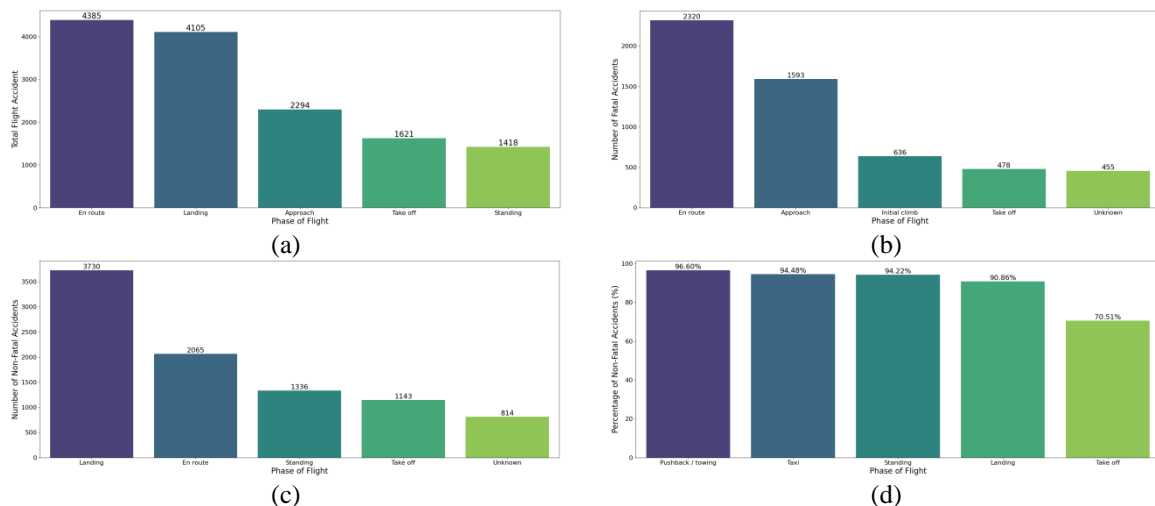 4385
4105
2294
1621
1418
Total Flight Accident
4000
3000
2000
1000
0
En route Landing Approach Take off Standing
Phase of Flight
(a)
2320
1593
636
478
455
Number of Fatal Accidents
2000
1500
1000
500
0
En route Approach Initial climb Take off Unknown
Phase of Flight
(b)
3730
2065
1336
1143
814
Number of Non-Fatal Accidents
3500
3000
2500
2000
1500
1000
500
0
Landing En route Standing Take off Unknown
Phase of Flight
(c)
96.60%
94.48%
94.22%
90.86%
70.51%
Percentage of Non-Fatal Accidents (%)
100
80
60
40
20
0
Pushback / towing Taxi Standing Landing Take off
Phase of Flight
(d)